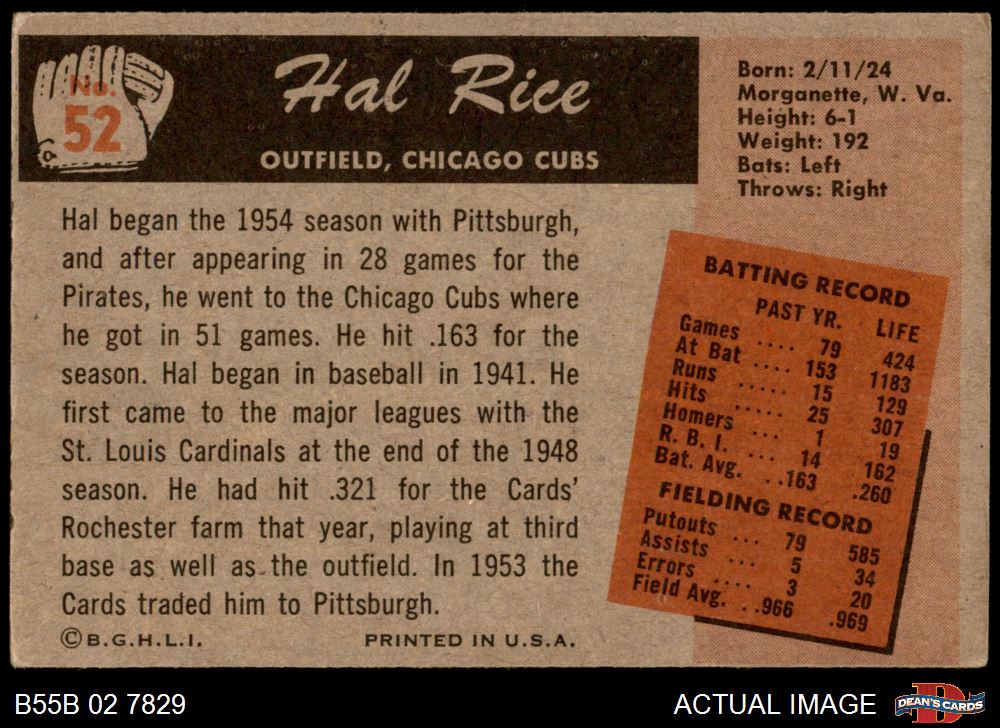 No.
52
Hal Rice
OUTFIELD, CHICAGO CUBS
Born: 2/11/24
Morganette, W. Va.
Height: 6-1
Weight: 192
Bats: Left
Throws: Right
Hal began the 1954 season with Pittsburgh,
and after appearing in 28 games for the
Pirates, he went to the Chicago Cubs where
he got in 51 games. He hit .163 for the
season. Hal began in baseball in 1941. He
first came to the major leagues with the
St. Louis Cardinals at the end of the 1948
season. He had hit .321 for the Cards'
Rochester farm that year, playing at third
base as well as the outfield. In 1953 the
Cards traded him to Pittsburgh.
©B.G.H.L.I. PRINTED IN U.S.A.
BATTING RECORD
PAST YR. LIFE
Games .... 79 424
At Bat .... 153 1183
Runs ..... 15 129
Hits ..... 25 307
Homers ... 1 19
R. B. I. ... 14 162
Bat. Avg. ..163 .260
FIELDING RECORD
Putouts ... 79 585
Assists ... 5 34
Errors .... 3 20
Field Avg. ..966 .969
B55B 02 7829 ACTUAL IMAGE
DEAN'S CARDS